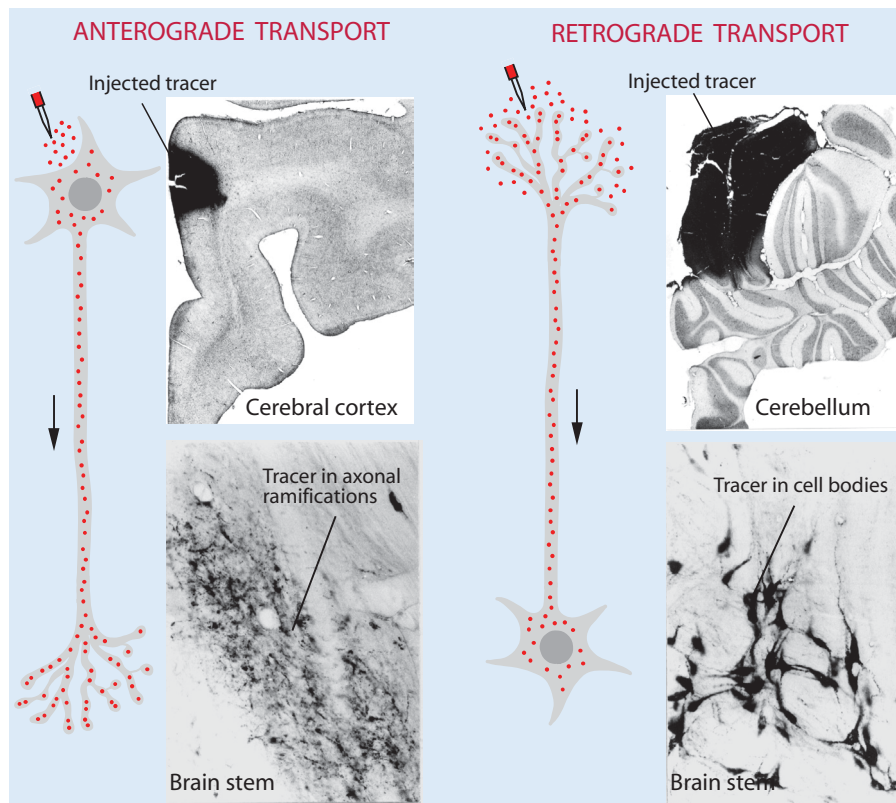 ANTEROGRADE TRANSPORT
Injected tracer
Cerebral cortex
Tracer in axonal
ramifications
Brain stem
RETROGRADE TRANSPORT
Injected tracer
Cerebellum
Tracer in cell bodies
Brain stem